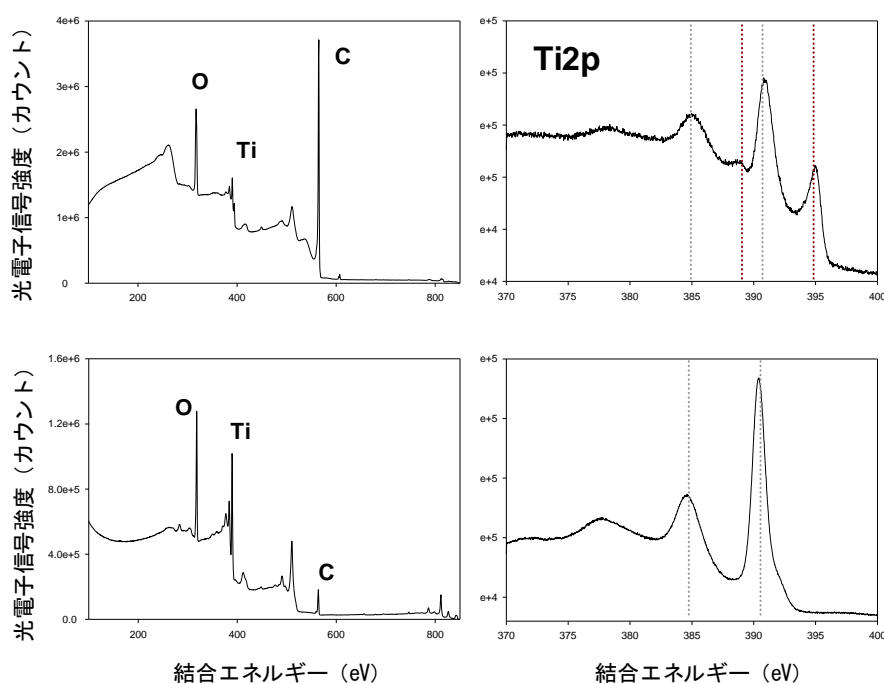 光電子信号強度（カウント）
4e+6
3e+6
2e+6
1e+6
0
200
400
600
800
O
Ti
C
Ti2p
e+5
e+5
e+5
e+5
e+4
e+4
370
375
380
385
390
395
400
光電子信号強度（カウント）
1.6e+6
1.2e+6
8.0e+5
4.0e+5
0.0
200
400
600
800
O
Ti
C
結合エネルギー（eV）
e+5
e+5
e+5
e+5
e+4
370
375
380
385
390
395
400
結合エネルギー（eV）